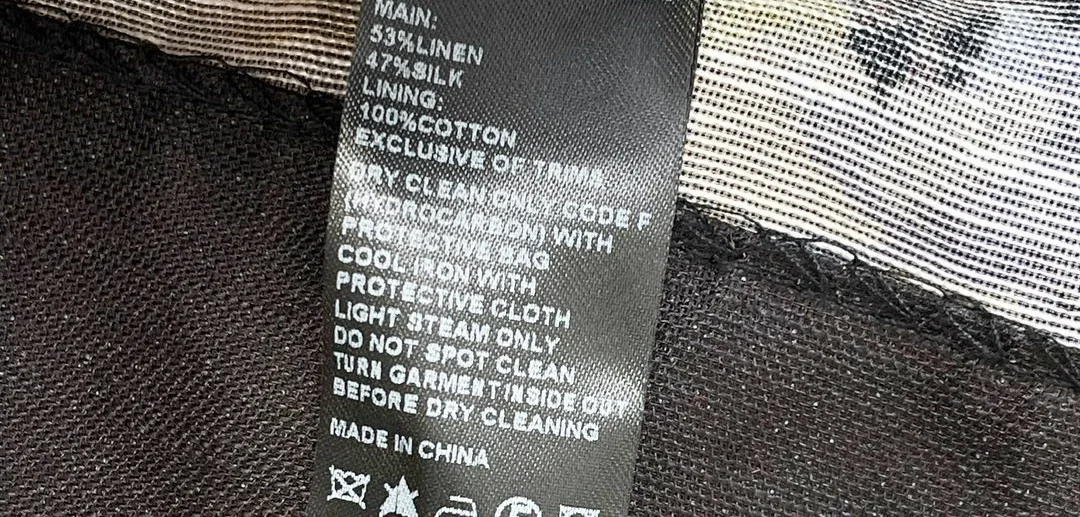 MAIN:
53%LINEN
47%SILK
LINING:
100%COTTON
EXCLUSIVE OF TRIMS
DRY CLEAN ONLY CODE F
(HYDROCARBON) WITH
PROTECTIVE BAG
COOL IRON WITH
PROTECTIVE CLOTH
LIGHT STEAM ONLY
DO NOT SPOT CLEAN
TURN GARMENT INSIDE OUT
BEFORE DRY CLEANING
MADE IN CHINA